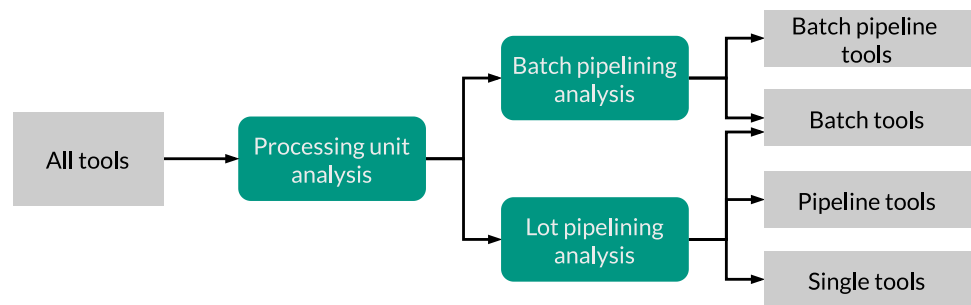 All tools
Processing unit
analysis
Batch pipelining
analysis
Lot pipelining
analysis
Batch pipeline
tools
Batch tools
Pipeline tools
Single tools